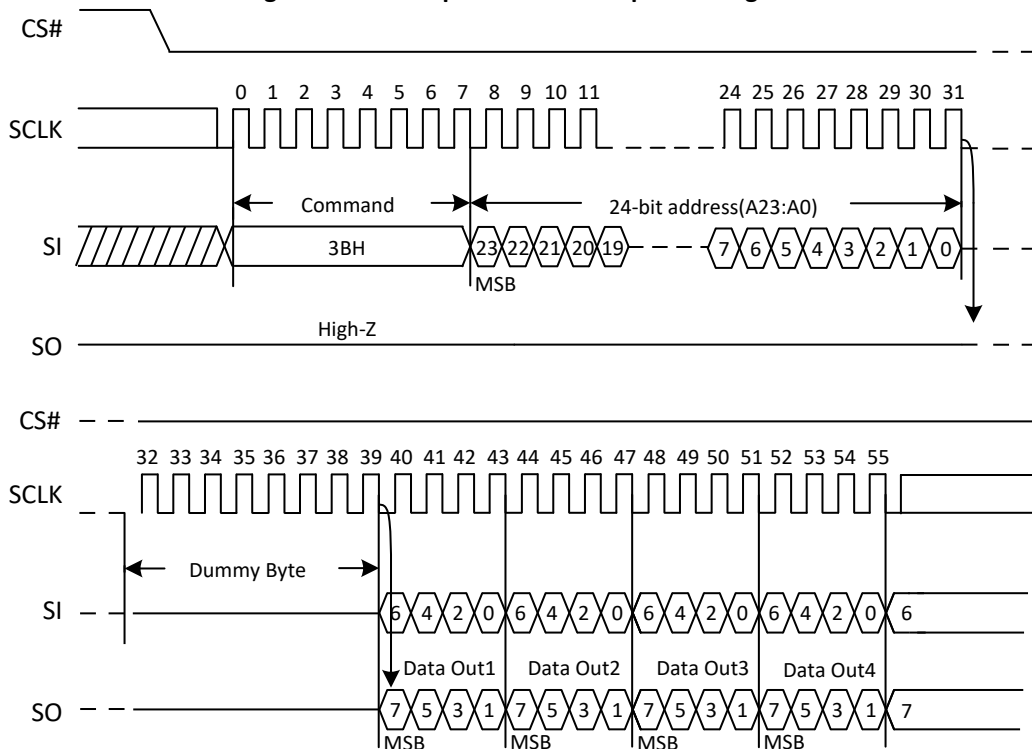 CS#
0 1 2 3 4 5 6 7 8 9 10 11 24 25 26 27 28 29 30 31
SCLK
Command 24-bit address(A23:A0)
SI 3BH 23 22 21 20 19 7 6 5 4 3 2 1 0
MSB
High-Z
SO
CS#
32 33 34 35 36 37 38 39 40 41 42 43 44 45 46 47 48 49 50 51 52 53 54 55
SCLK
Dummy Byte
SI 6 4 2 0 6 4 2 0 6 4 2 0 6 4 2 0 6
Data Out1 Data Out2 Data Out3 Data Out4
SO 7 5 3 1 7 5 3 1 7 5 3 1 7 5 3 1 7
MSB MSB MSB MSB